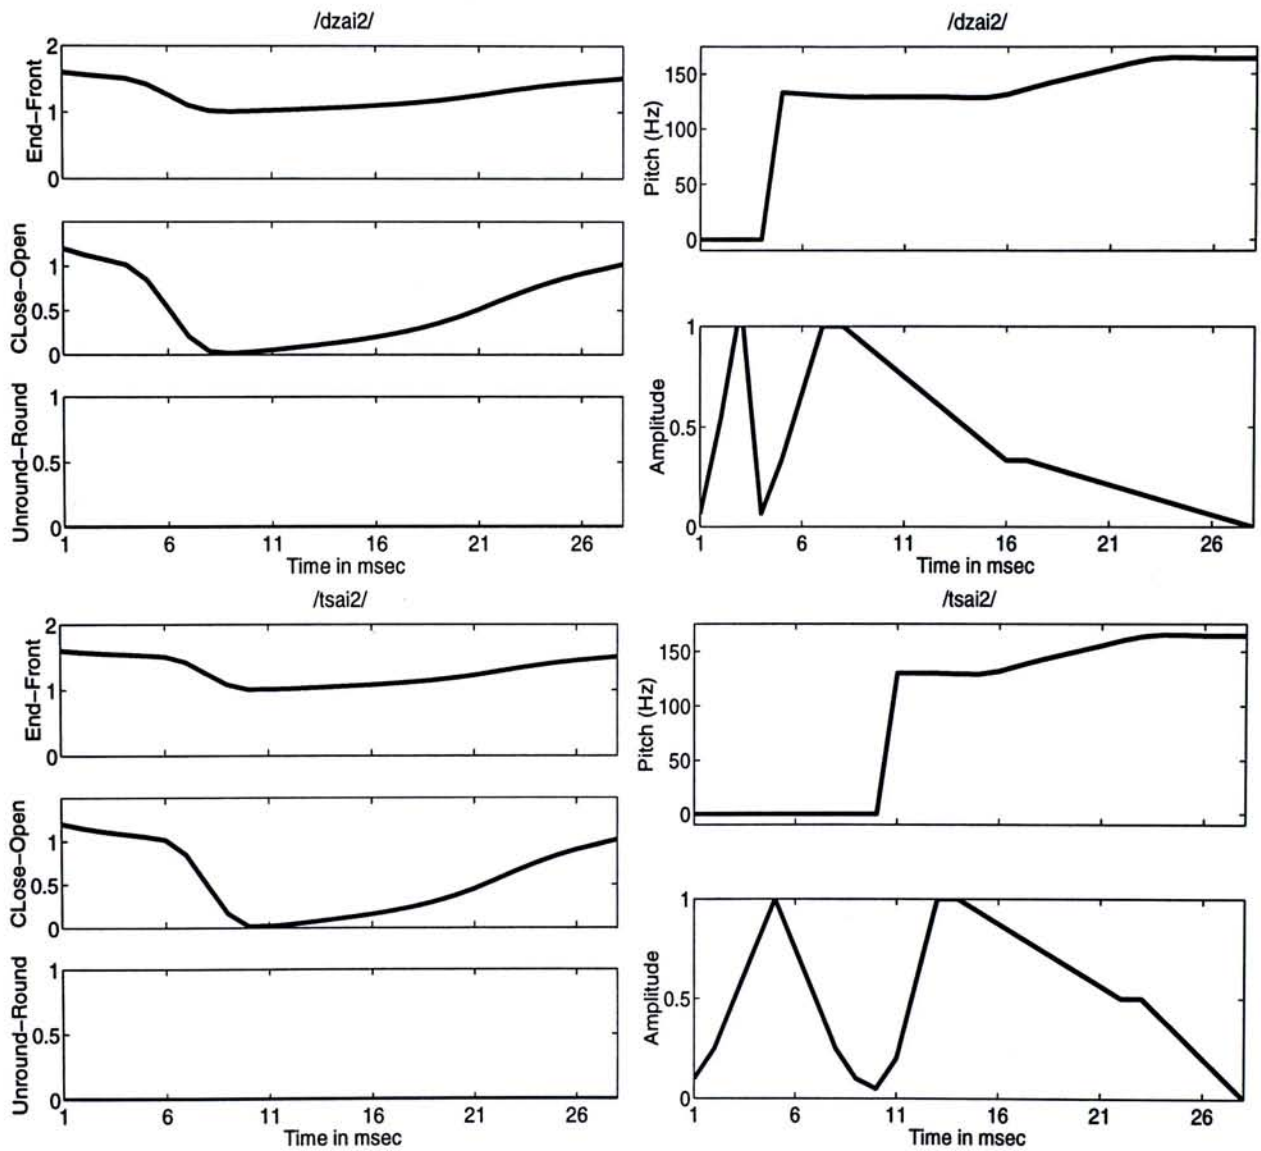 /dzai2/
End-Front
2
1
0
CLose-Open
1
0.5
0
Unround-Round
1
0.5
0
1 6 11 16 21 26
Time in msec
/dzai2/
Pitch (Hz)
150
100
50
0
Amplitude
1
0.5
0
1 6 11 16 21 26
Time in msec
/tsai2/
End-Front
2
1
0
CLose-Open
1
0.5
0
Unround-Round
1
0.5
0
1 6 11 16 21 26
Time in msec
/tsai2/
Pitch (Hz)
150
100
50
0
Amplitude
1
0.5
0
1 6 11 16 21 26
Time in msec